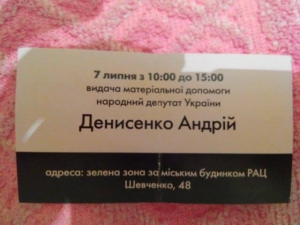 7 липня з 10:00 до 15:00
видача матеріальної допомоги
народний депутат України
Денисенко Андрій
адреса: зелена зона за міським будинком РАЦ
Шевченко, 48